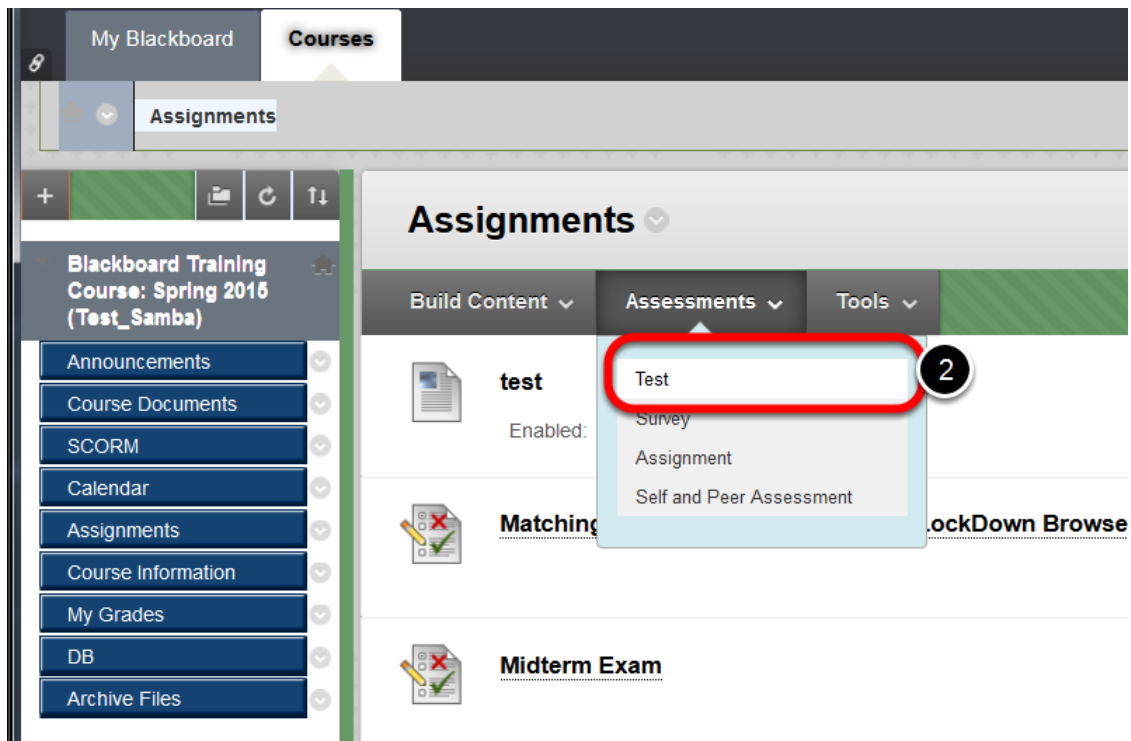 My Blackboard
Courses
Assignments
Blackboard Training
Course: Spring 2015
(Test_Samba)
Announcements
Course Documents
SCORM
Calendar
Assignments
Course Information
My Grades
DB
Archive Files
Assignments
Build Content
Assessments
Tools
Test
2
Survey
Assignment
Self and Peer Assessment
test
Enabled:
Matching
LockDown Browse
Midterm Exam